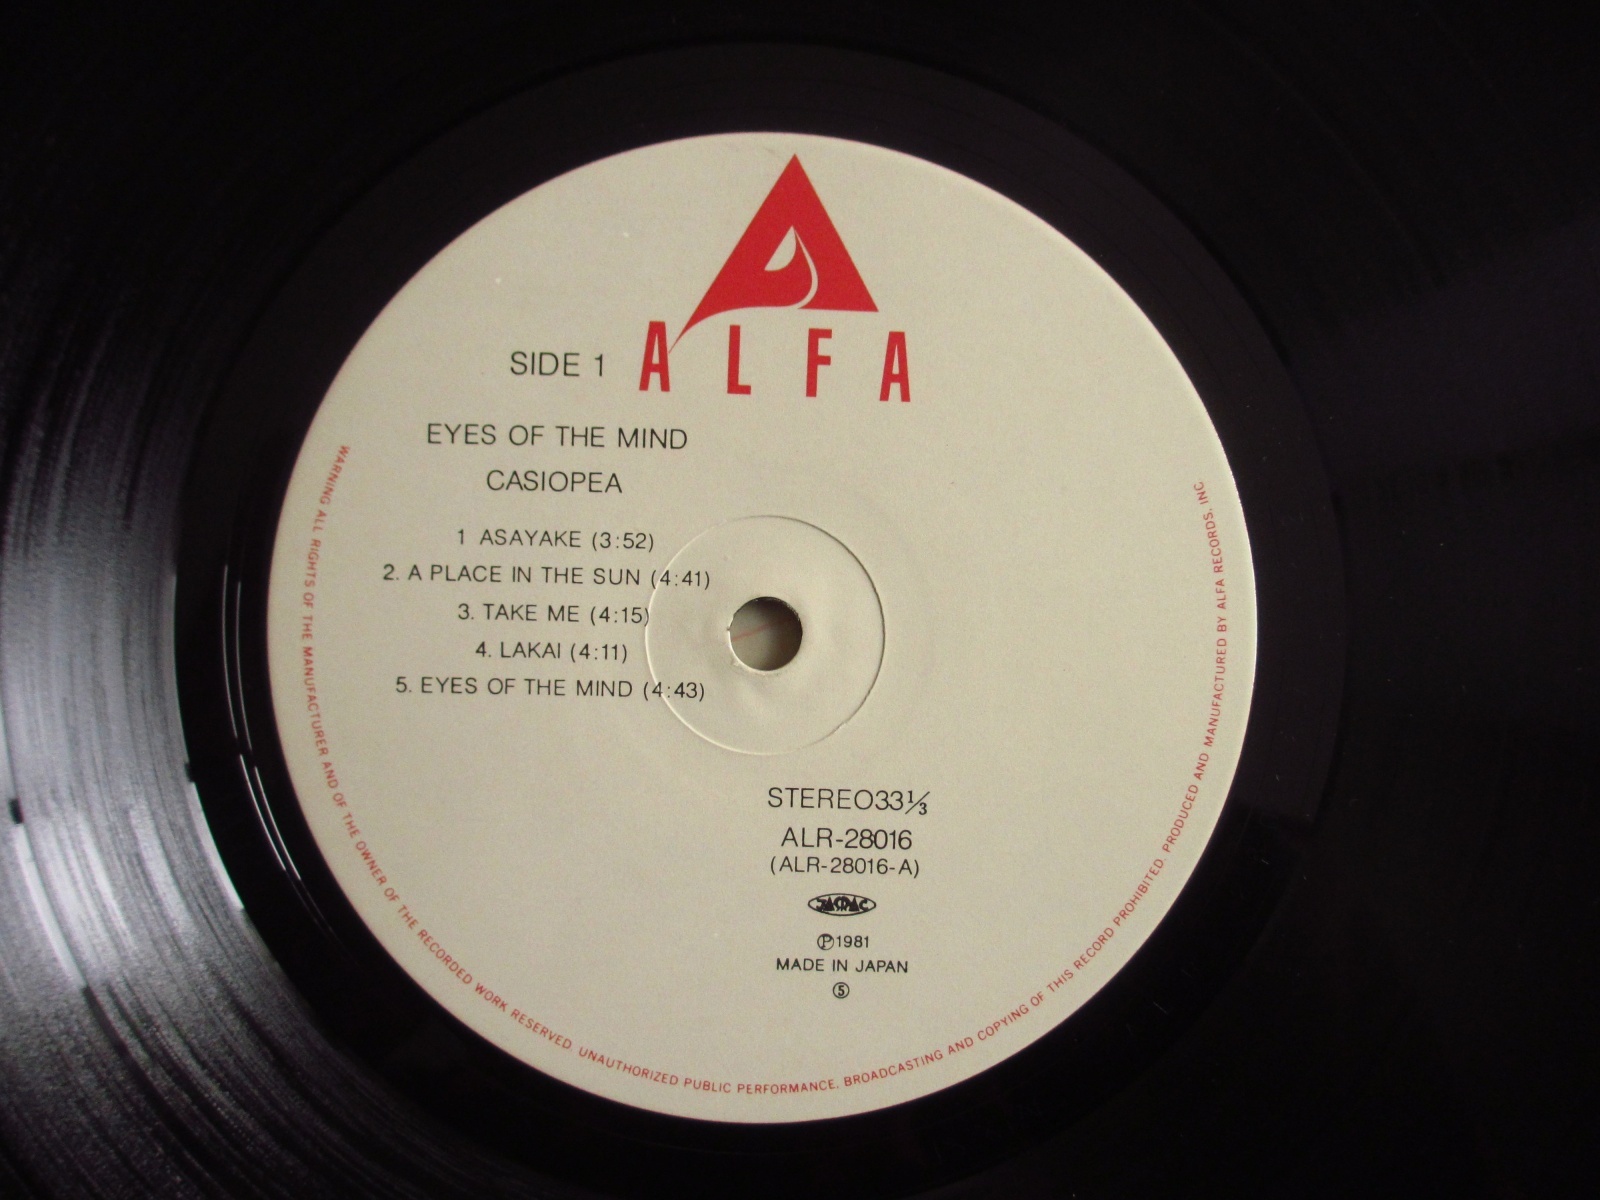 ALFA
SIDE 1
EYES OF THE MIND
CASIOPEA
1 ASAYAKE (3:52)
2. A PLACE IN THE SUN (4:41)
3. TAKE ME (4:15)
4. LAKAI (4:11)
5. EYES OF THE MIND (4:43)
STEREO33⅓
ALR-28016
(ALR-28016-A)
JASRAC
Ⓟ1981
MADE IN JAPAN
⑤
WARNING ALL RIGHTS OF THE MANUFACTURER AND OF THE OWNER OF THE RECORDED WORK RESERVED. UNAUTHORIZED PUBLIC PERFORMANCE. BROADCASTING AND COPYING OF THIS RECORD PROHIBITED. PRODUCED AND MANUFACTURED BY ALFA RECORDS, INC.